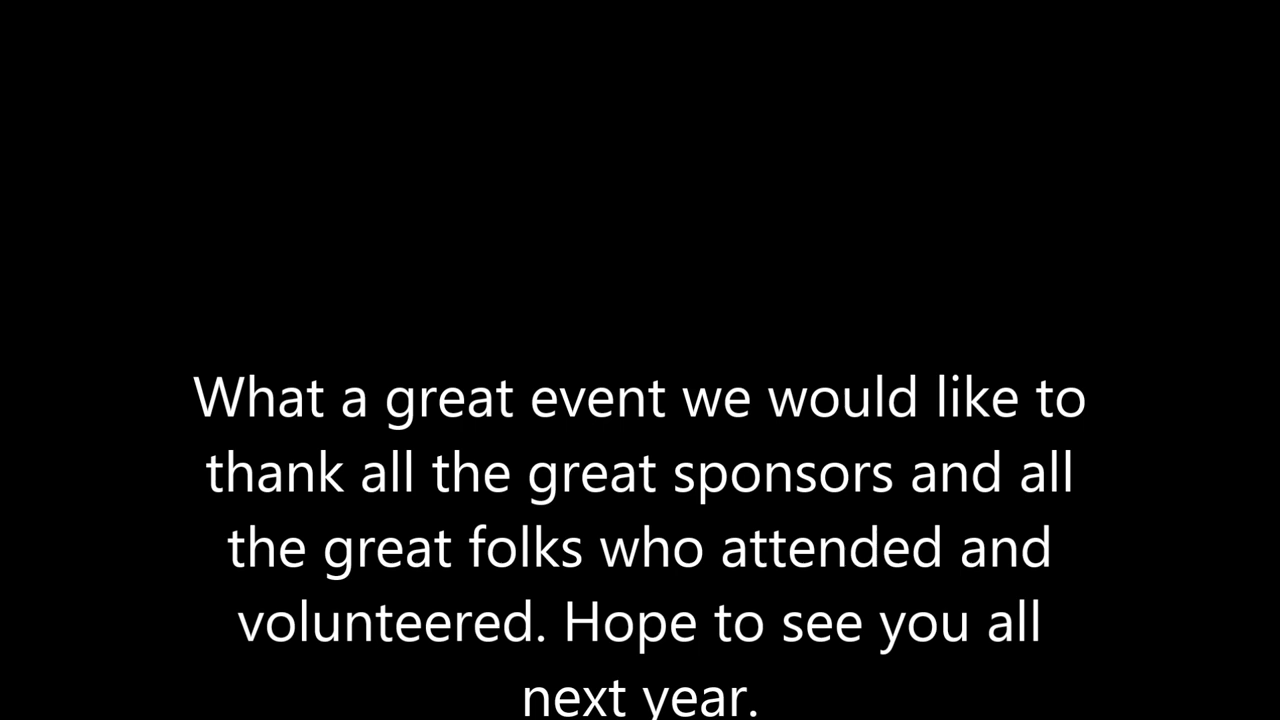 What a great event we would like to
thank all the great sponsors and all
the great folks who attended and
volunteered. Hope to see you all
next year.